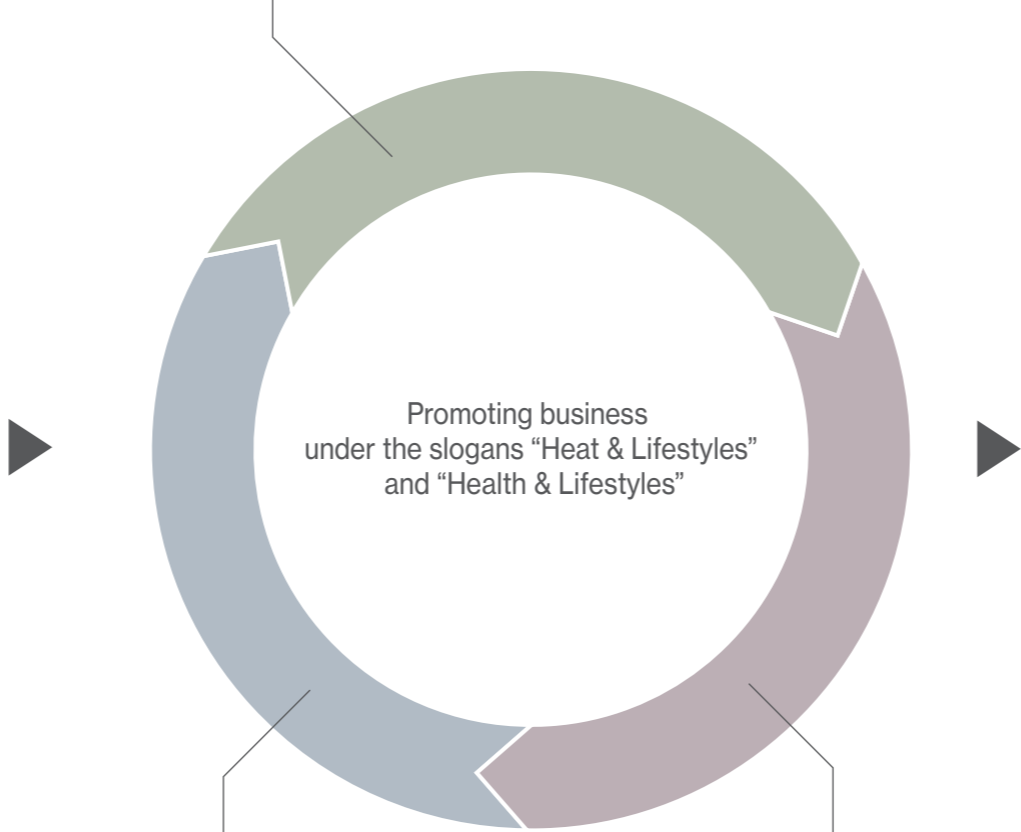 Promoting business
under the slogans “Heat & Lifestyles”
and “Health & Lifestyles”